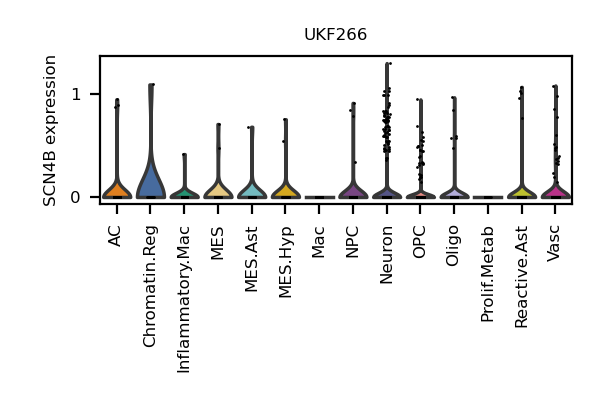 UKF266
SCN4B expression
1
0
AC
Chromatin.Reg
Inflammatory.Mac
MES
MES.Ast
MES.Hyp
Mac
NPC
Neuron
OPC
Oligo
Prolif.Metab
Reactive.Ast
Vasc